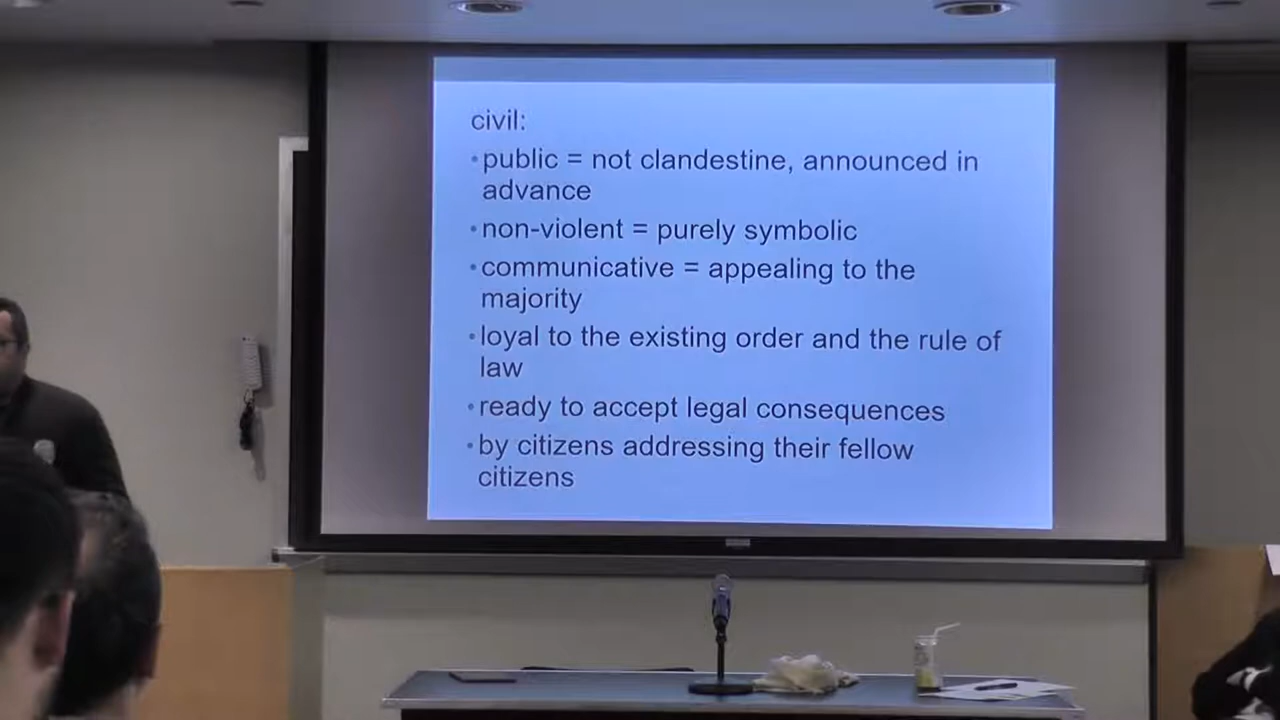 civil:
•public = not clandestine, announced in
advance
•non-violent = purely symbolic
•communicative = appealing to the
majority
•loyal to the existing order and the rule of
law
•ready to accept legal consequences
•by citizens addressing their fellow
citizens